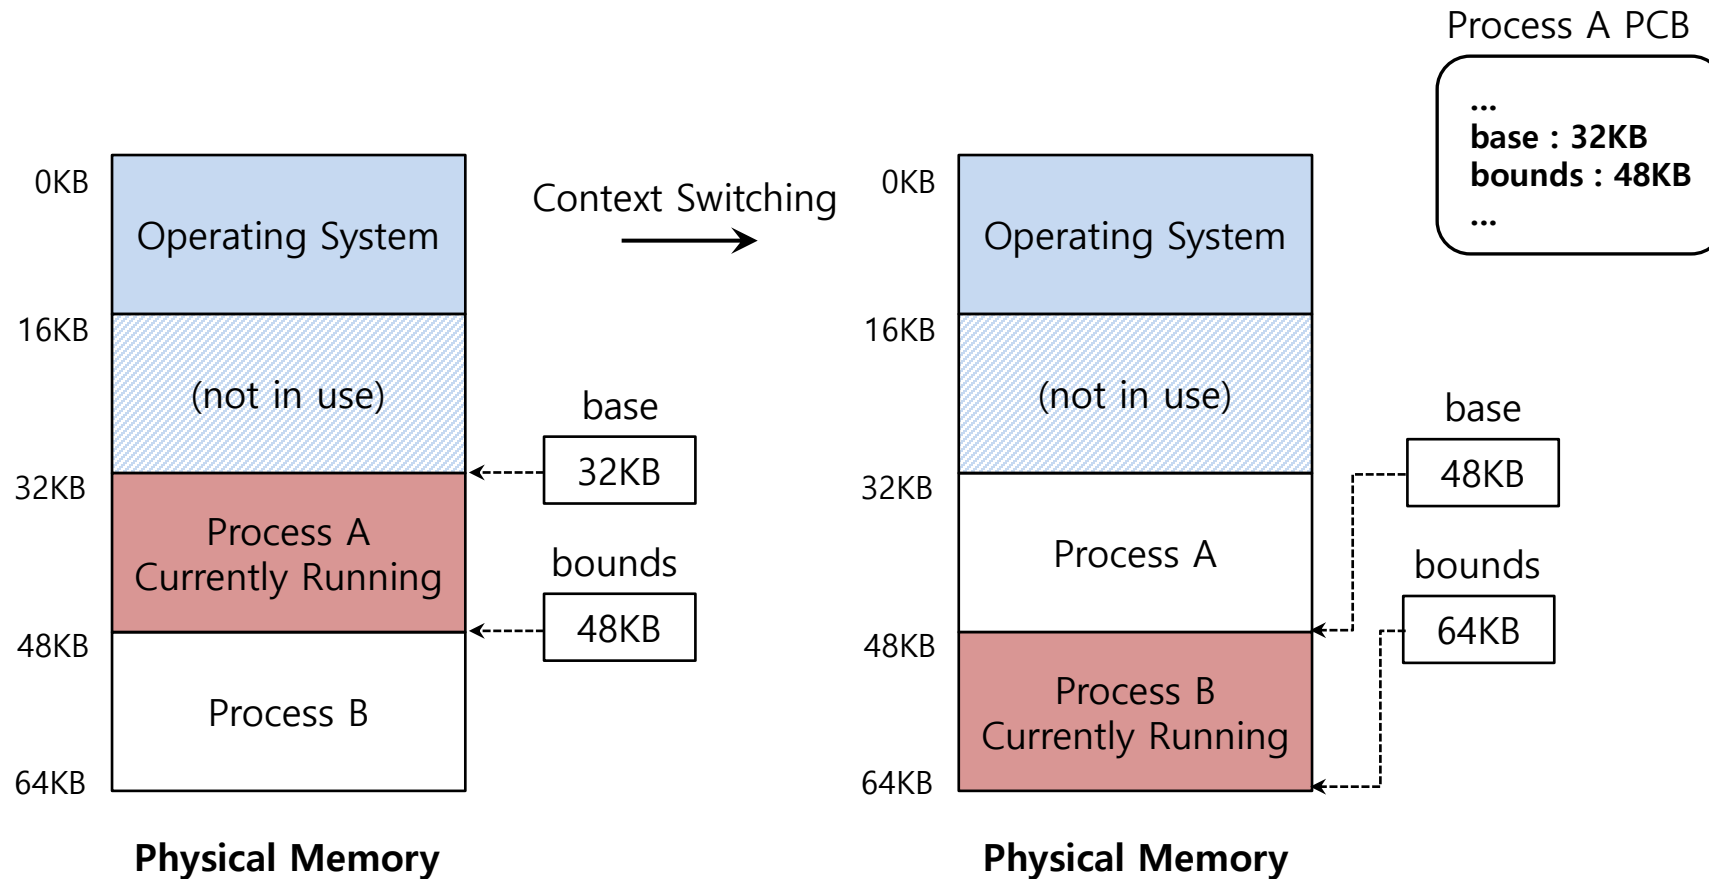 Process A PCB
...
base : 32KB
bounds : 48KB
...
Context Switching
0KB
Operating System
16KB
(not in use)
base
32KB
32KB
Process A
Currently Running
bounds
48KB
48KB
Process B
64KB
Physical Memory
0KB
Operating System
16KB
(not in use)
base
48KB
32KB
Process A
bounds
64KB
48KB
Process B
Currently Running
64KB
Physical Memory